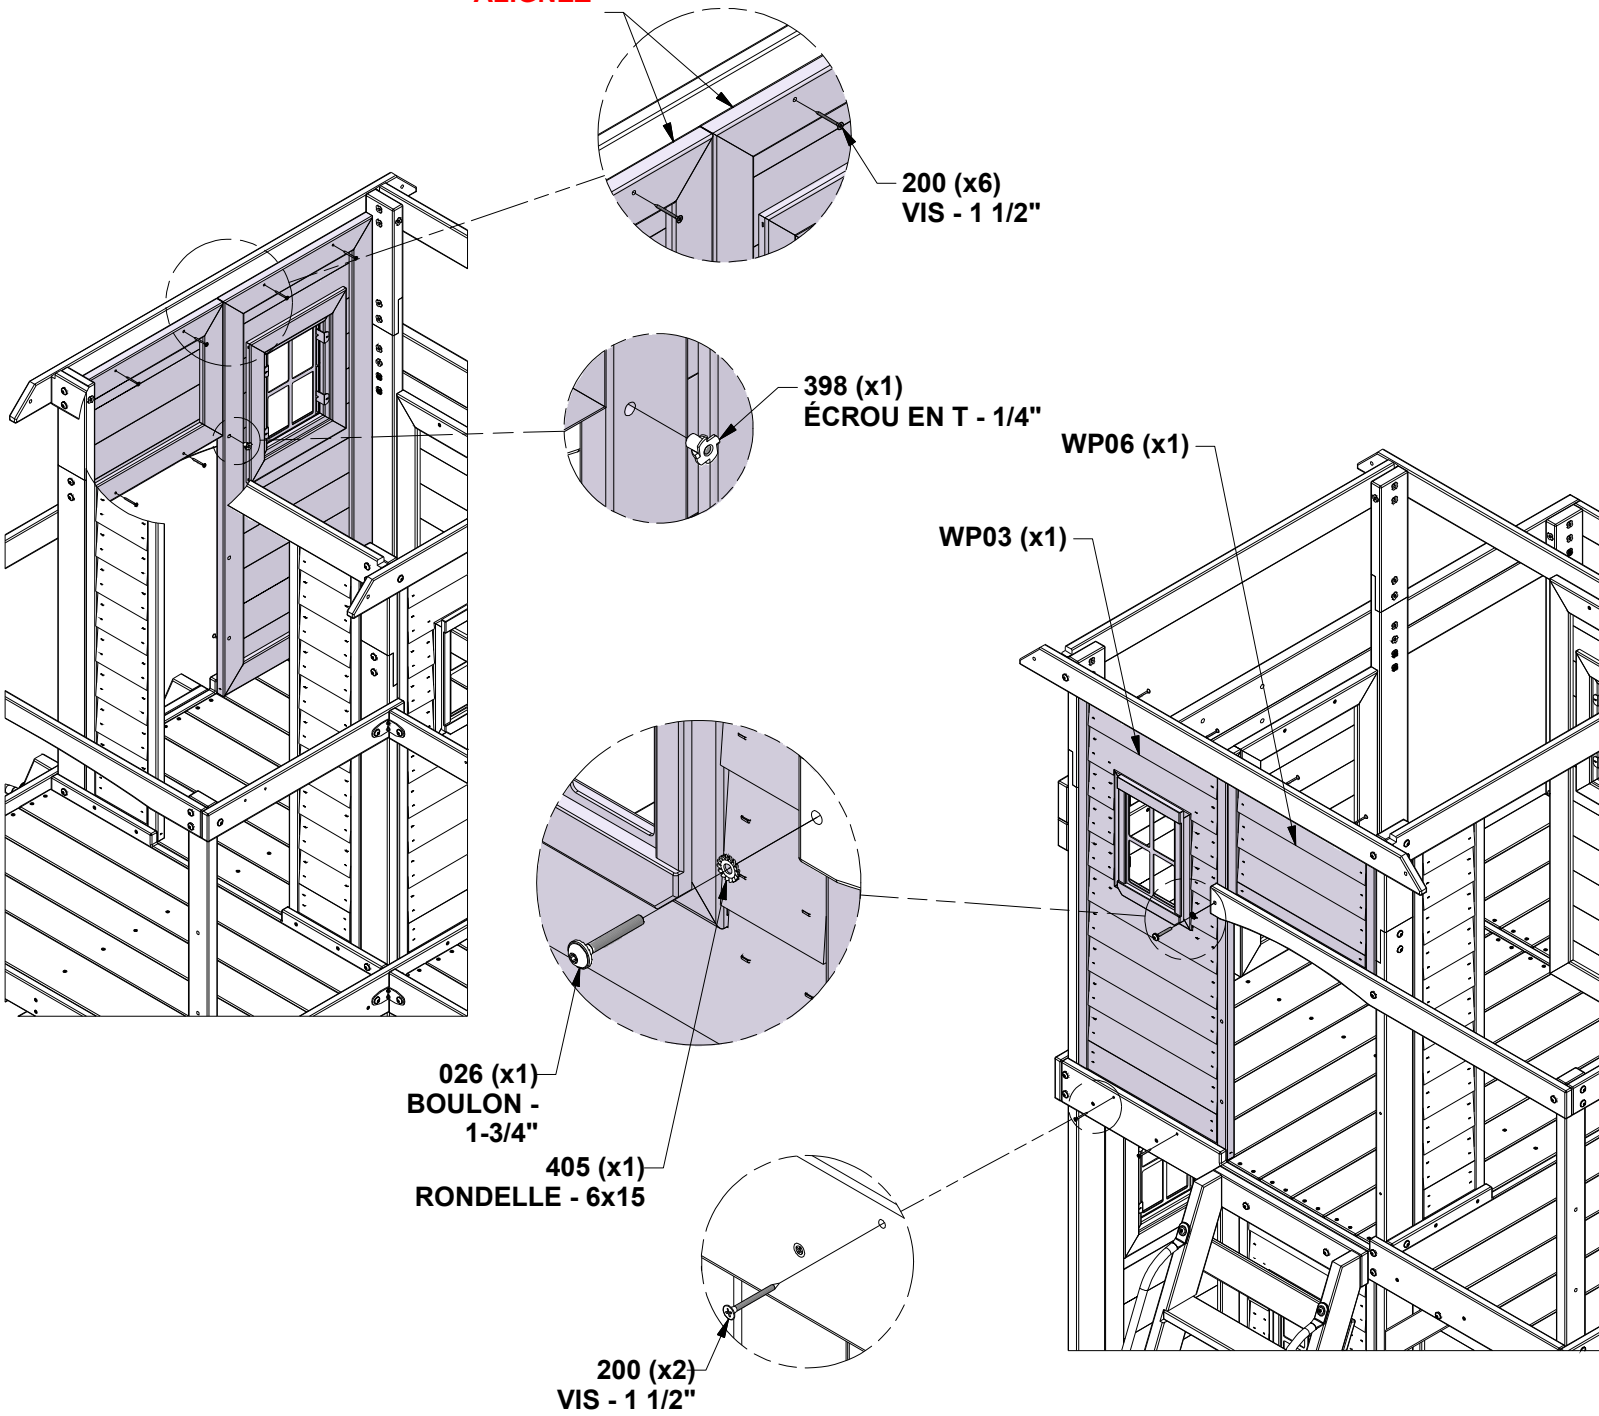 200 (x6)
VIS - 1 1/2"
398 (x1)
ÉCROU EN T - 1/4"
WP06 (x1)
WP03 (x1)
026 (x1)
BOULON -
1-3/4"
405 (x1)
RONDELLE - 6x15
200 (x2)
VIS - 1 1/2"